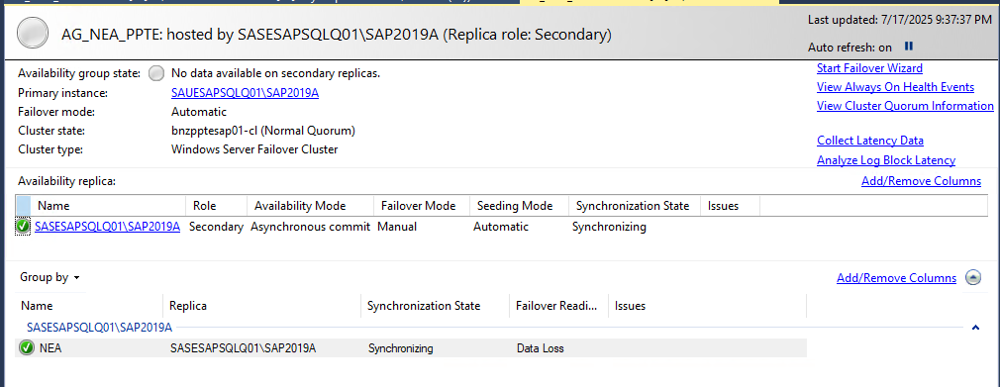 AG_NEA_PPTE: hosted by SASESAPSQLQ01\SAP2019A (Replica role: Secondary)
Last updated: 7/17/2025 9:37:37 PM
Auto refresh: on
Availability group state: No data available on secondary replicas.
Primary instance: SAUESAPSQLQ01\SAP2019A
Failover mode: Automatic
Cluster state: bnzpptesap01-cl (Normal Quorum)
Cluster type: Windows Server Failover Cluster
Start Failover Wizard
View Always On Health Events
View Cluster Quorum Information
Collect Latency Data
Analyze Log Block Latency
Availability replica: Add/Remove Columns
Name Role Availability Mode Failover Mode Seeding Mode Synchronization State Issues
SASESAPSQLQ01\SAP2019A Secondary Asynchronous commit Manual Automatic Synchronizing
Group by Add/Remove Columns
Name Replica Synchronization State Failover Readi... Issues
SASESAPSQLQ01\SAP2019A
NEA SASESAPSQLQ01\SAP2019A Synchronizing Data Loss